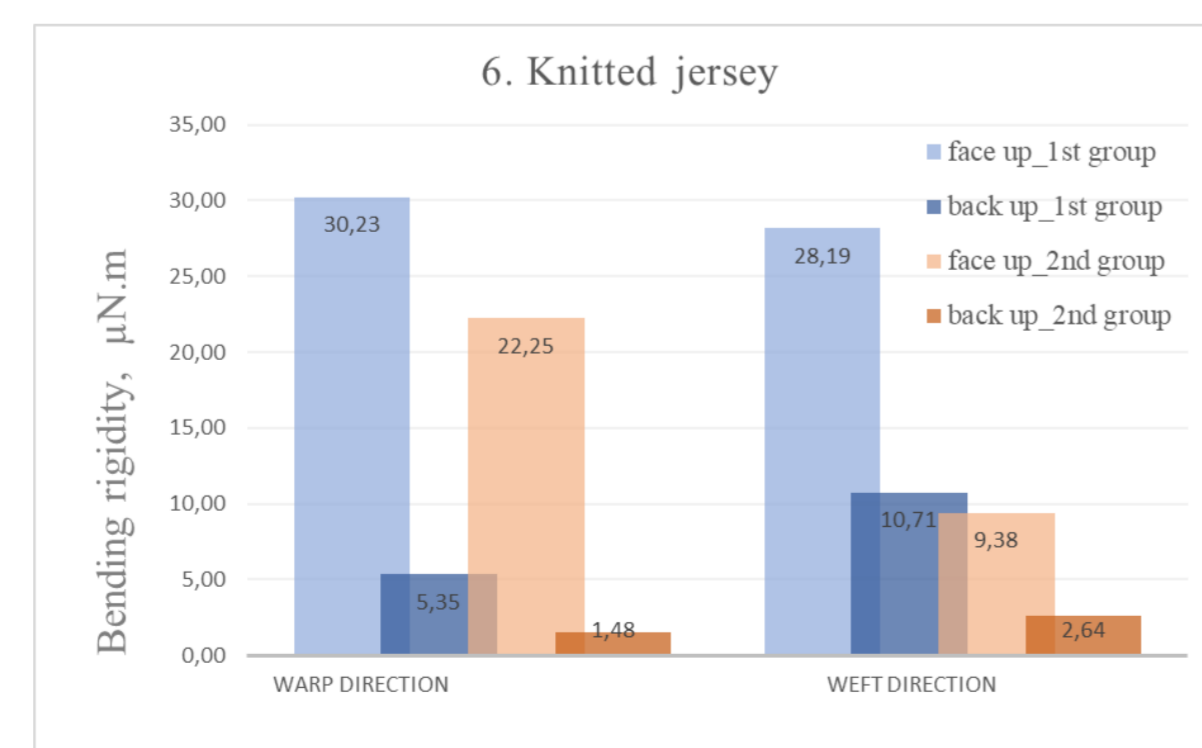 6. Knitted jersey
Bending rigidity, µN.m
35,00
30,00
25,00
20,00
15,00
10,00
5,00
0,00
face up_1st group
back up_1st group
face up_2nd group
back up_2nd group
30,23
5,35
22,25
1,48
28,19
10,71
9,38
2,64
WARP DIRECTION
WEFT DIRECTION